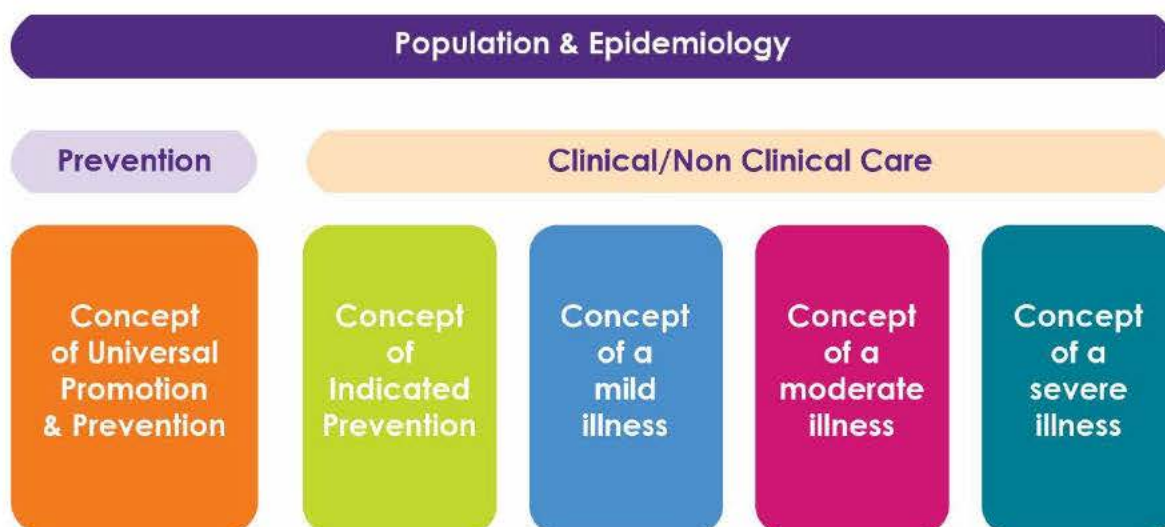 Population & Epidemiology
Prevention
Clinical/Non Clinical Care
Concept
of Universal
Promotion
& Prevention
Concept
of
Indicated
Prevention
Concept
of a
mild
illness
Concept
of a
moderate
illness
Concept
of a
severe
illness